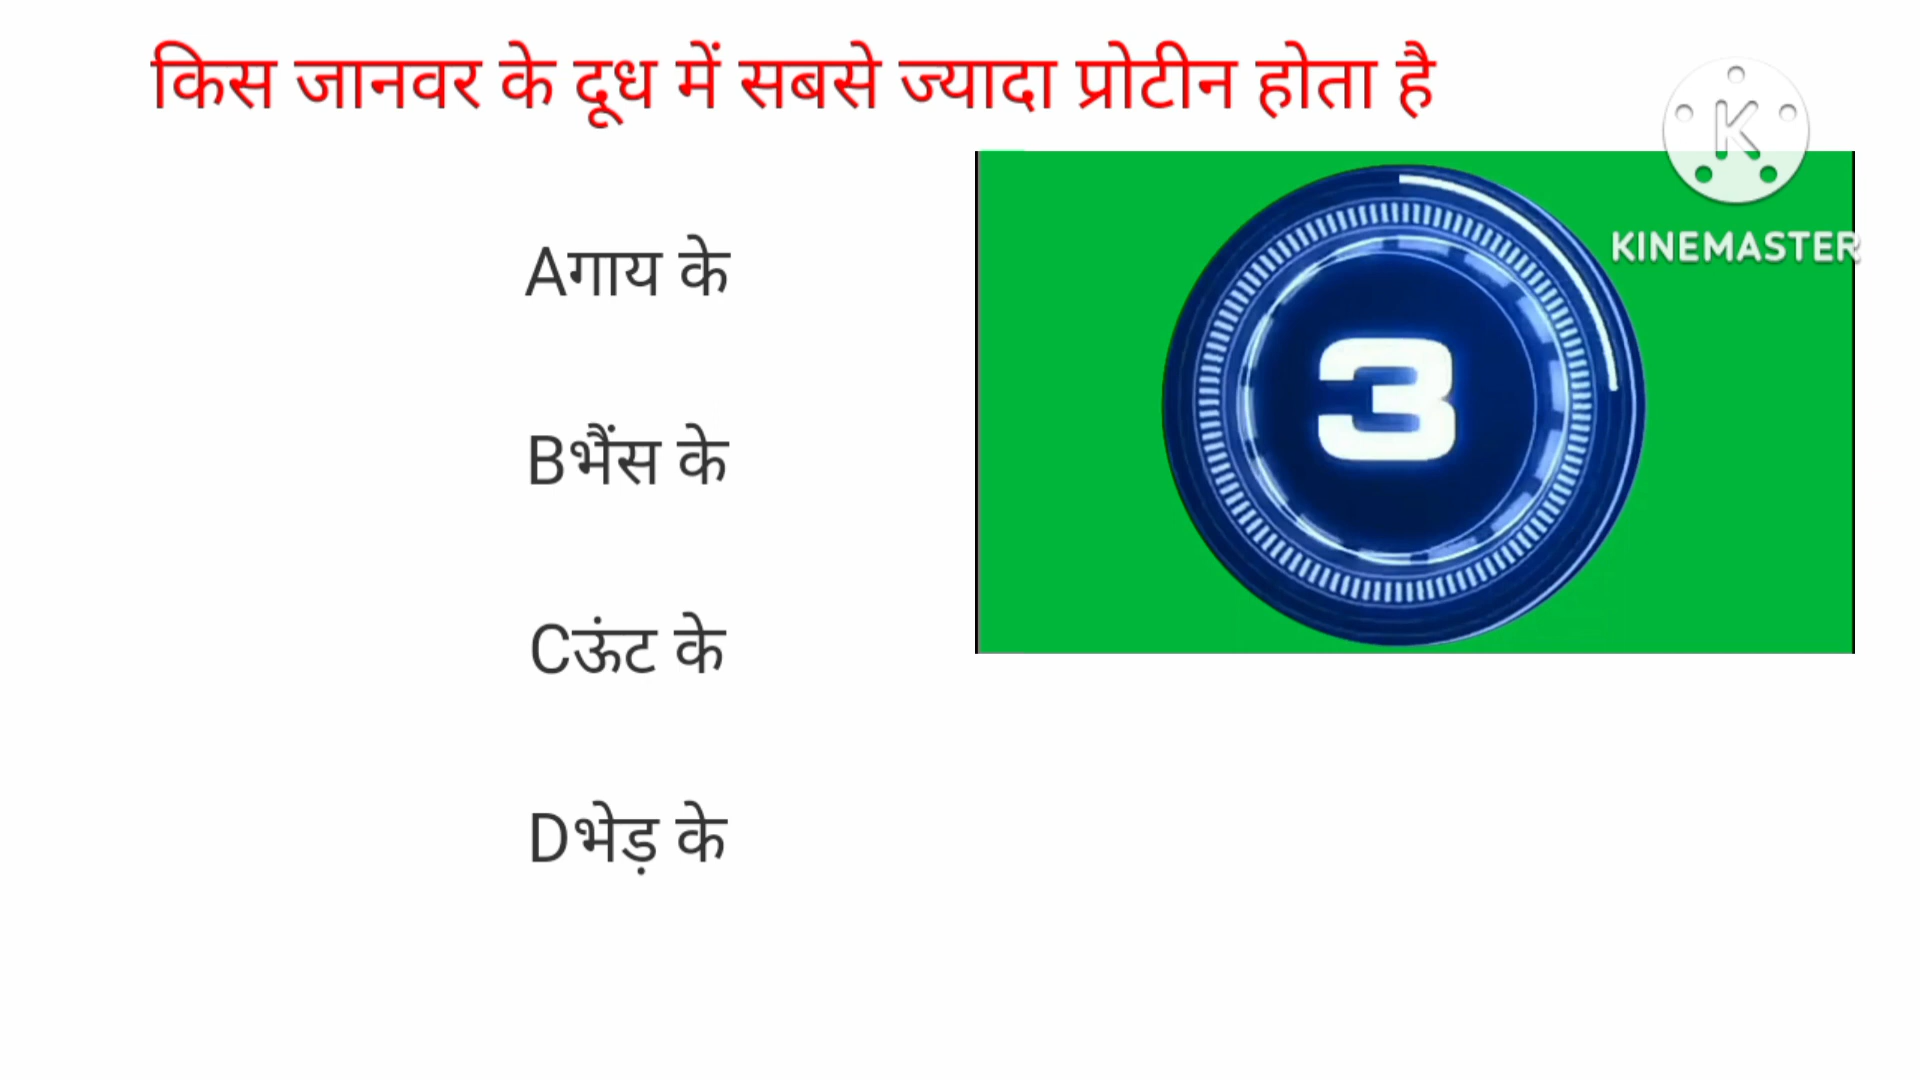 किस जानवर के दूध में सबसे ज्यादा प्रोटीन होता है
Aगाय के
Bभैंस के
Cऊंट के
Dभेड़ के
3
K
KINEMASTER